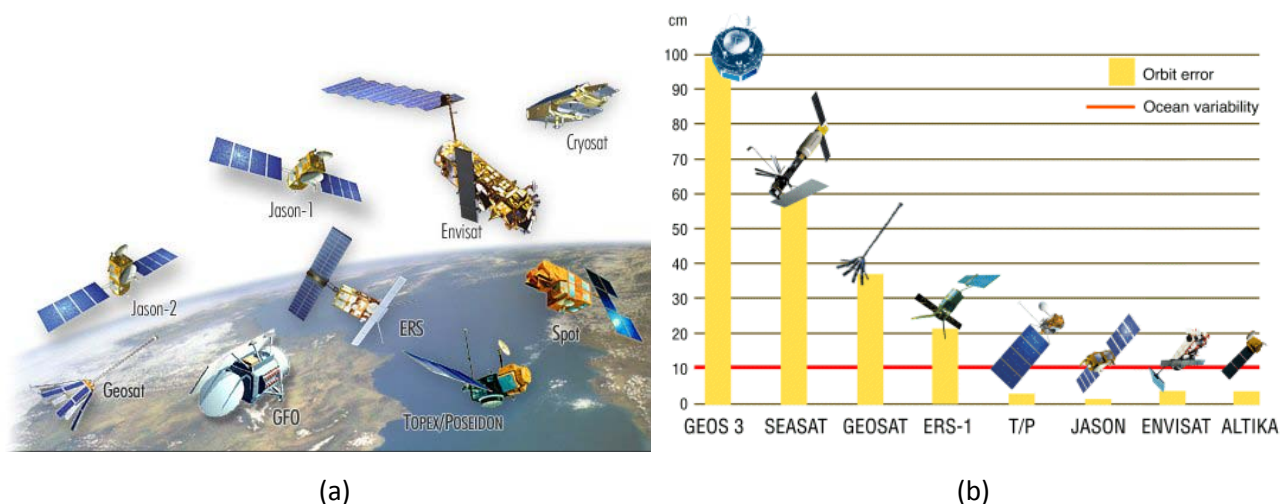 Cryosat
Jason-1
Envisat
Jason-2
ERS
Spot
Geosat
GFO
TOPEX/POSEIDON
(a)
cm
100
90
80
70
60
50
40
30
20
10
0
Orbit error
Ocean variability
GEOS 3 SEASAT GEOSAT ERS-1 T/P JASON ENVISAT ALTIKA
(b)